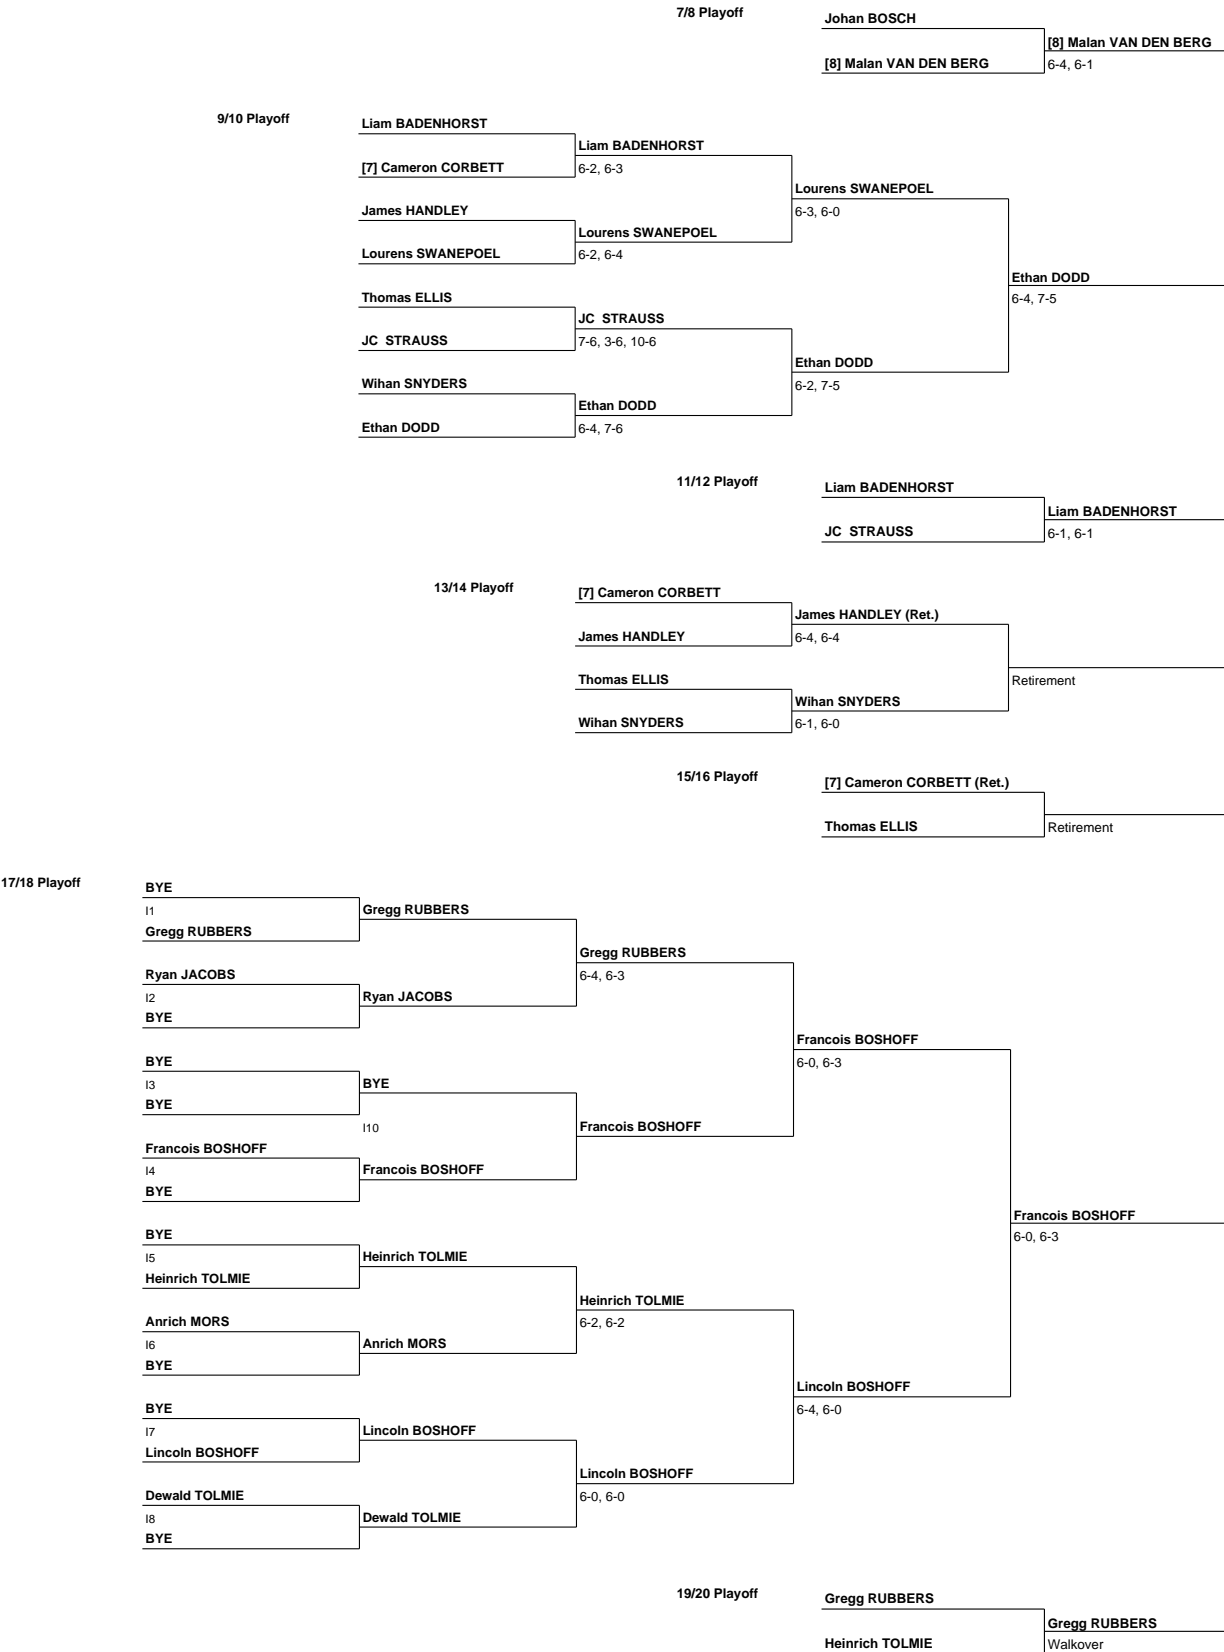 7/8 Playoff
Johan BOSCH
[8] Malan VAN DEN BERG
[8] Malan VAN DEN BERG
6-4, 6-1
9/10 Playoff
Liam BADENHORST
Liam BADENHORST
[7] Cameron CORBETT
6-2, 6-3
Lourens SWANEPOEL
James HANDLEY
6-3, 6-0
Lourens SWANEPOEL
Lourens SWANEPOEL
6-2, 6-4
Ethan DODD
Thomas ELLIS
6-4, 7-5
JC  STRAUSS
JC  STRAUSS
7-6, 3-6, 10-6
Ethan DODD
Wihan SNYDERS
6-2, 7-5
Ethan DODD
Ethan DODD
6-4, 7-6
11/12 Playoff
Liam BADENHORST
Liam BADENHORST
JC  STRAUSS
6-1, 6-1
13/14 Playoff
[7] Cameron CORBETT
James HANDLEY (Ret.)
James HANDLEY
6-4, 6-4
Thomas ELLIS
Retirement
Wihan SNYDERS
Wihan SNYDERS
6-1, 6-0
15/16 Playoff
[7] Cameron CORBETT (Ret.)
Thomas ELLIS
Retirement
17/18 Playoff
BYE
I1
Gregg RUBBERS
Gregg RUBBERS
Gregg RUBBERS
Ryan JACOBS
6-4, 6-3
I2
Ryan JACOBS
BYE
Francois BOSHOFF
BYE
6-0, 6-3
I3
BYE
BYE
I10
Francois BOSHOFF
Francois BOSHOFF
I4
Francois BOSHOFF
BYE
Francois BOSHOFF
BYE
6-0, 6-3
I5
Heinrich TOLMIE
Heinrich TOLMIE
Heinrich TOLMIE
Anrich MORS
6-2, 6-2
I6
Anrich MORS
BYE
Lincoln BOSHOFF
BYE
6-4, 6-0
I7
Lincoln BOSHOFF
Lincoln BOSHOFF
Lincoln BOSHOFF
Dewald TOLMIE
6-0, 6-0
I8
Dewald TOLMIE
BYE
19/20 Playoff
Gregg RUBBERS
Gregg RUBBERS
Heinrich TOLMIE
Walkover